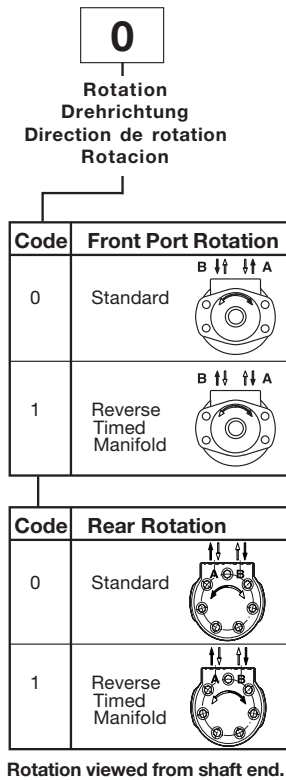 0
Rotation
Drehrichtung
Direction de rotation
Rotacion
Code Front Port Rotation
B A
0 Standard
B A
1 Reverse
Timed
Manifold
Code Rear Rotation
0 Standard
A B
1 Reverse
Timed
Manifold
A B
Rotation viewed from shaft end.